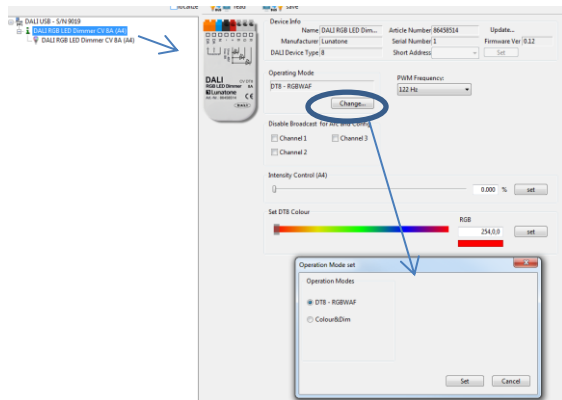 localize read save
DALI USB - S/N 9019
DALI RGB LED Dimmer CV 8A (A4)
DALI RGB LED Dimmer CV 8A (A4)
Device Info
Name DALI RGB LED Dim... Article Number 86458514 Update...
Manufacturer Lunatone Serial Number 1 Firmware Ver 0.12
DALI Device Type 8 Short Address Set
Operating Mode
DT8 - RGBWAF
Change...
PWM Frequency:
122 Hz
DALI
RGB LED Dimmer
Lunatone
Disable Broadcast for Arc and Config
Channel 1 Channel 3
Channel 2
Intensity Control (A4)
0.000 % set
Set DT8 Colour
RGB
254,0,0 set
Operation Mode set
Operation Modes
DT8 - RGBWAF
Colour&Dim
Set Cancel